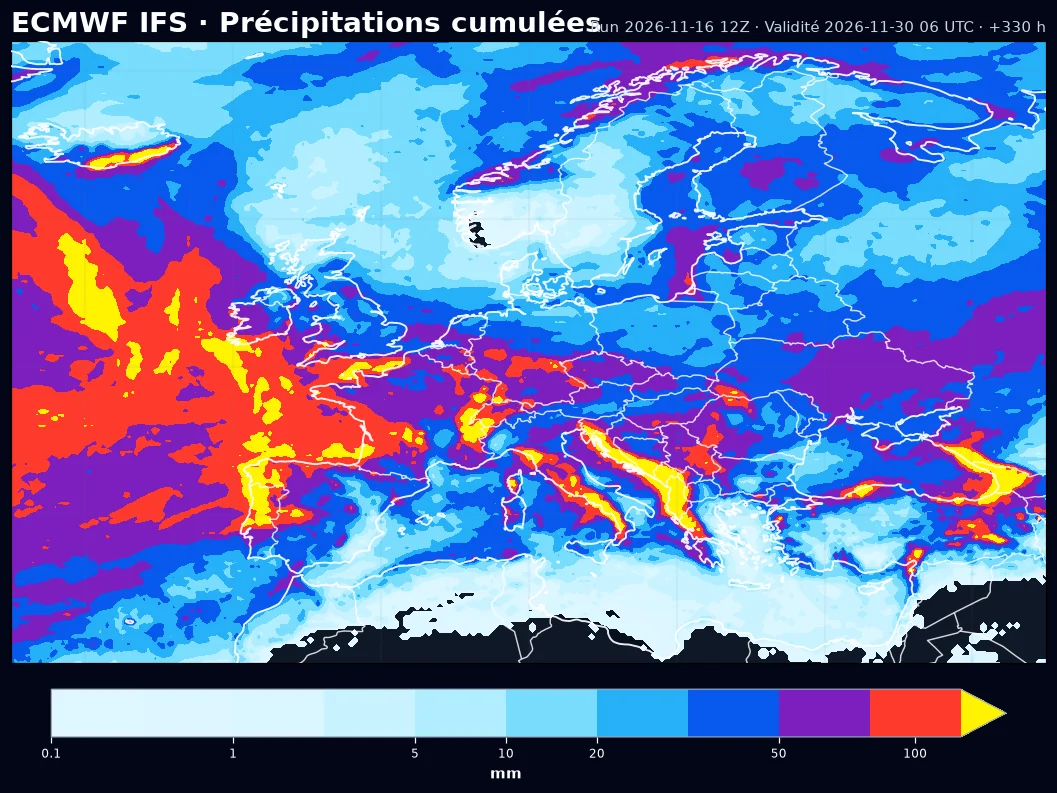 ECMWF IFS · Précipitations cumulées
Run 2026-11-16 12Z · Validité 2026-11-30 06 UTC · +330 h
0.1 1 5 10 20 50 100
mm